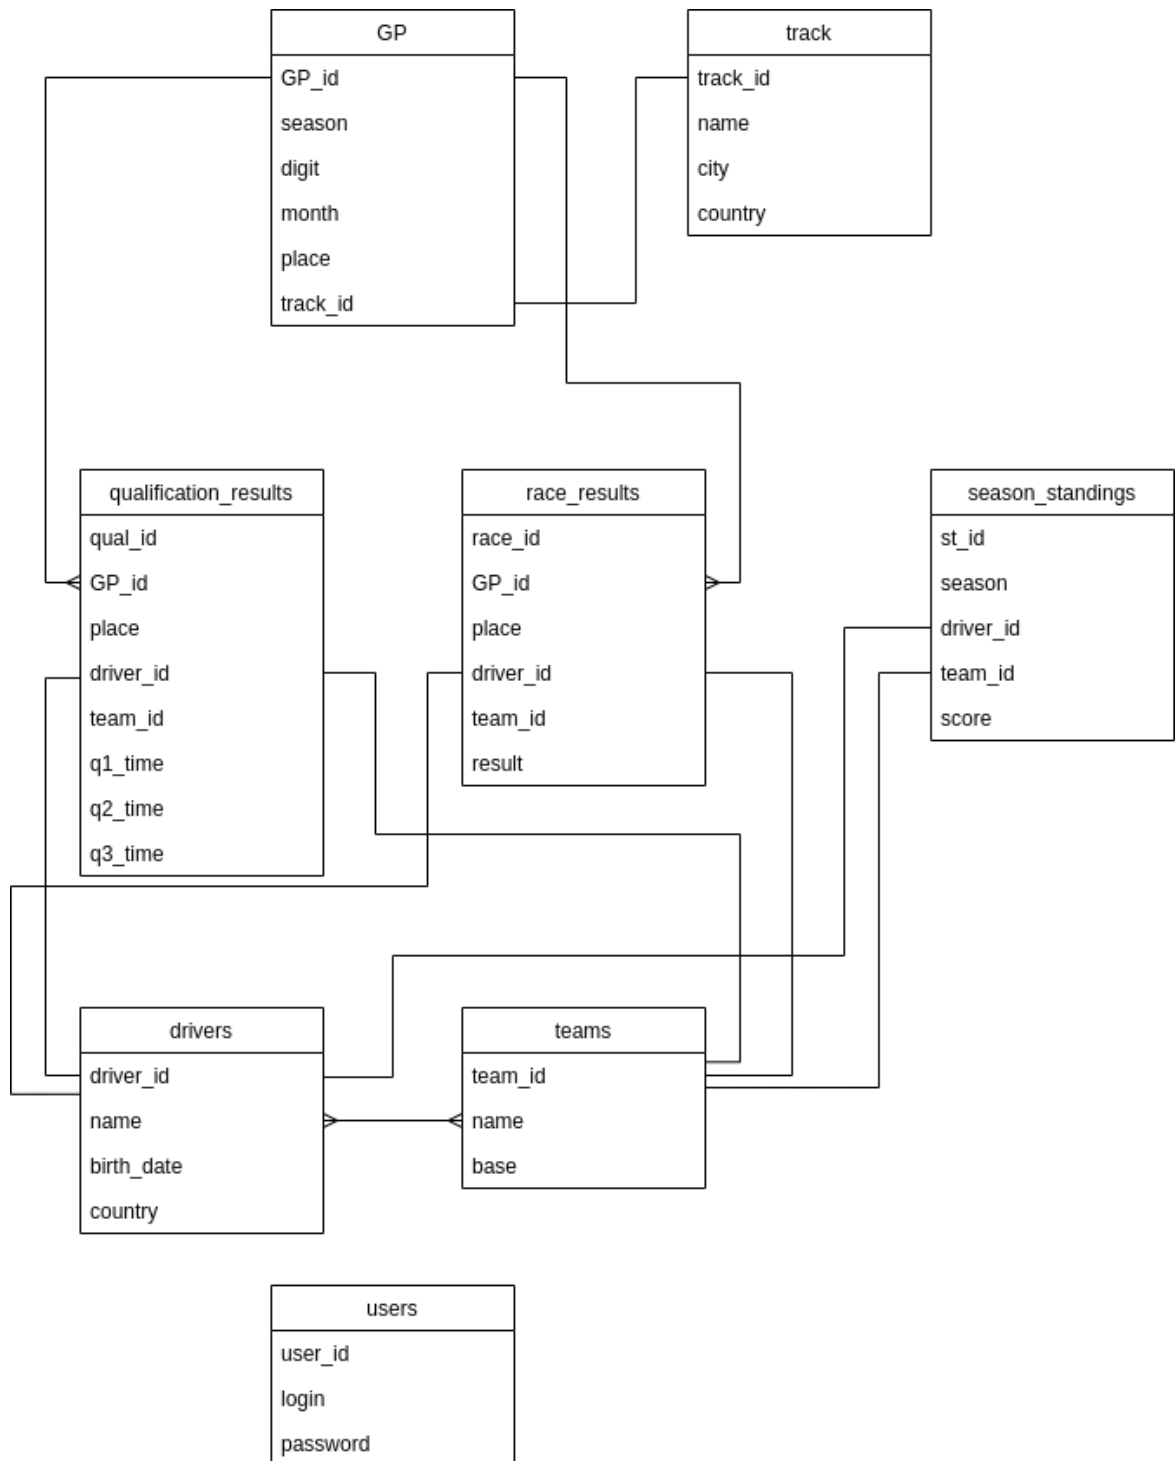 GP
GP_id
season
digit
month
place
track_id
track
track_id
name
city
country
qualification_results
qual_id
GP_id
place
driver_id
team_id
q1_time
q2_time
q3_time
race_results
race_id
GP_id
place
driver_id
team_id
result
season_standings
st_id
season
driver_id
team_id
score
drivers
driver_id
name
birth_date
country
teams
team_id
name
base
users
user_id
login
password